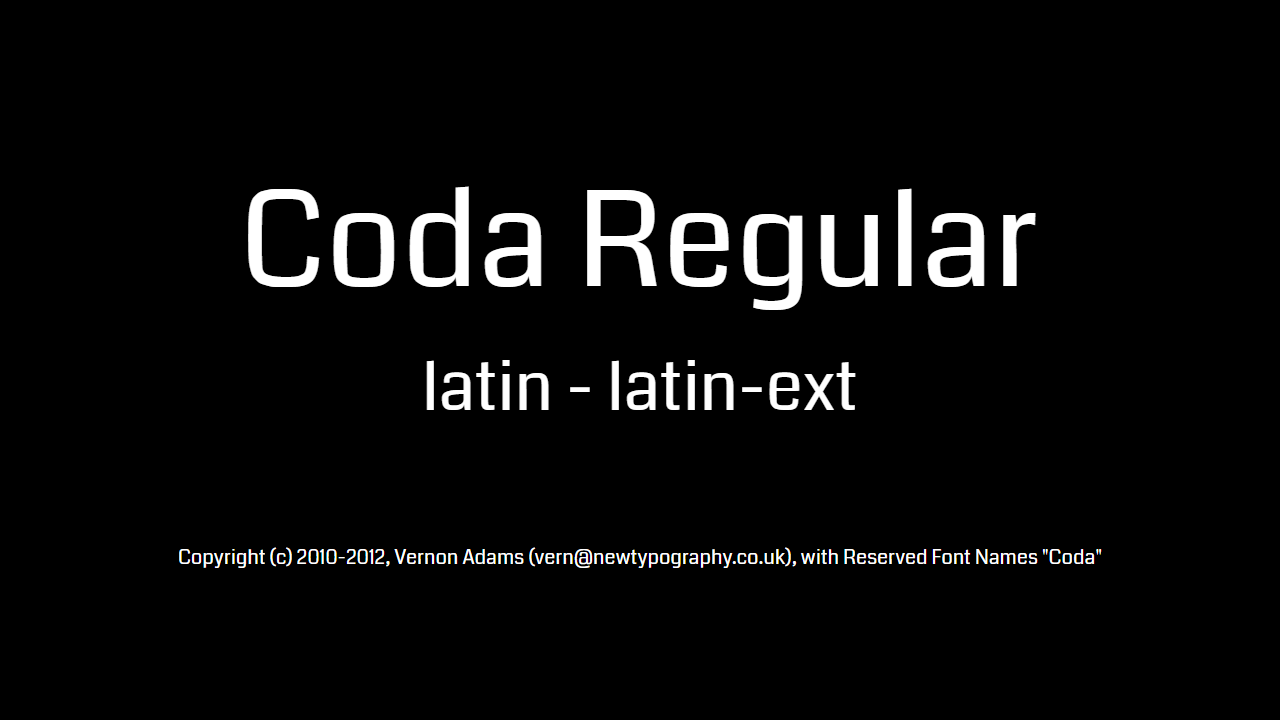 Coda Regular
latin - latin-ext
Copyright (c) 2010-2012, Vernon Adams (vern@newtypography.co.uk), with Reserved Font Names "Coda"